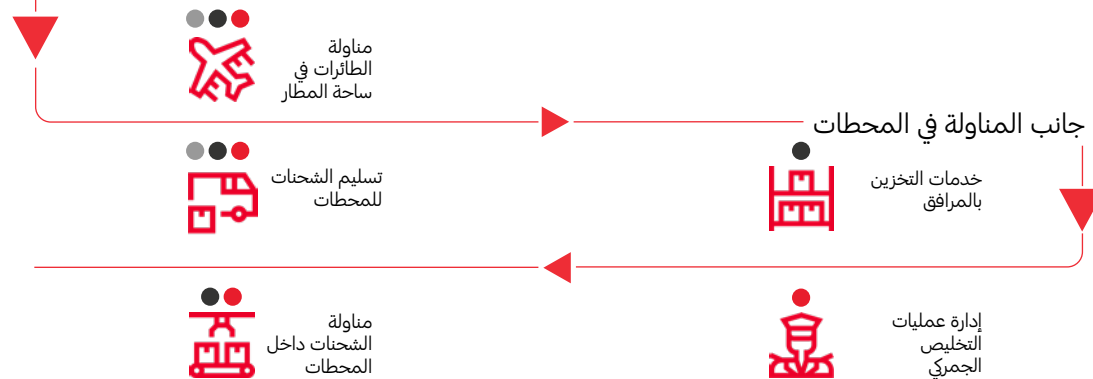 مناولة
الطائرات في
ساحة المطار
جانب المناولة في المحطات
خدمات التخزين
بالمرافق
تسليم الشحنات
للمحطات
إدارة عمليات
التخليص
الجمركي
مناولة
الشحنات داخل
المحطات